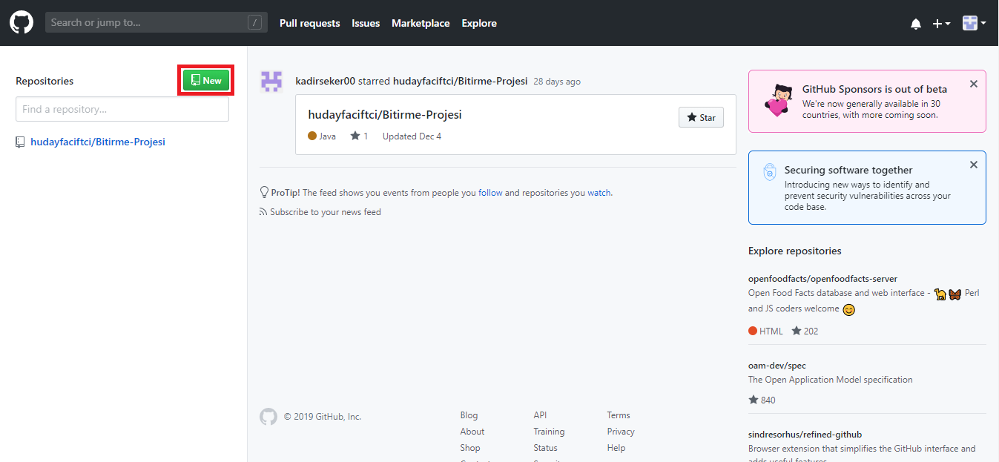 Search or jump to... /
Pull requests Issues Marketplace Explore
Repositories
New
Find a repository...
hudayfaciftci/Bitirme-Projesi
kadirseker00 starred hudayfaciftci/Bitirme-Projesi 28 days ago
hudayfaciftci/Bitirme-Projesi
Star
Java 1 Updated Dec 4
ProTip! The feed shows you events from people you follow and repositories you watch.
Subscribe to your news feed
GitHub Sponsors is out of beta
We're now generally available in 30
countries, with more coming soon.
Securing software together
Introducing new ways to identify and
prevent security vulnerabilities across your
code base.
Explore repositories
openfoodfacts/openfoodfacts-server
Open Food Facts database and web interface - 🐪🦋 Perl
and JS coders welcome 😊
HTML 202
oam-dev/spec
The Open Application Model specification
840
sindresorhus/refined-github
Browser extension that simplifies the GitHub interface and
adds useful features
© 2019 GitHub, Inc.
Blog API Terms
About Training Privacy
Shop Status Help